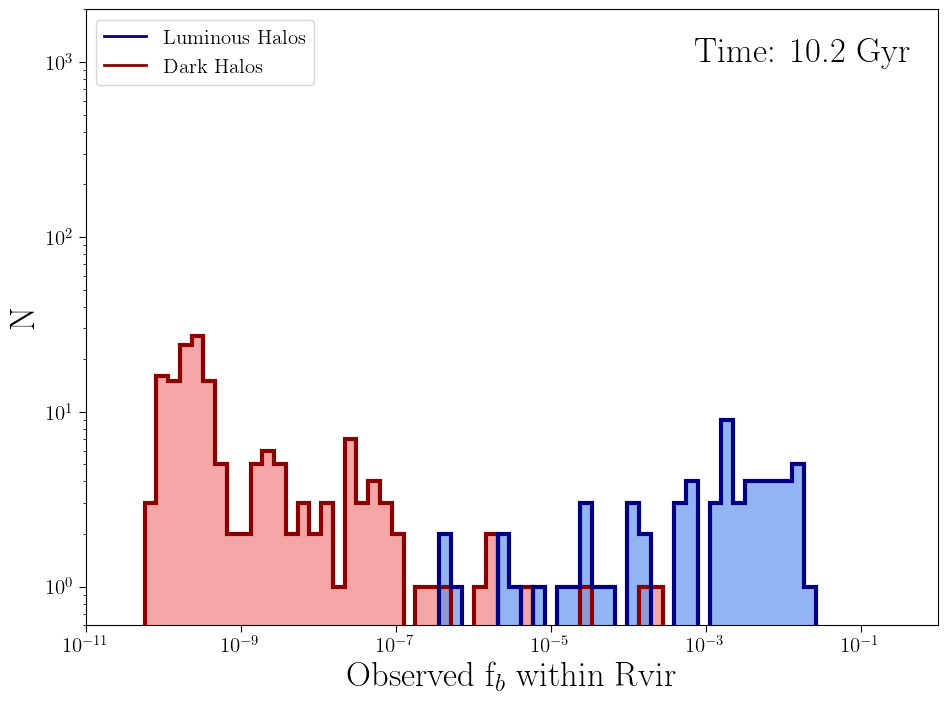 Luminous Halos
Dark Halos
Time: 10.2 Gyr
10³
10²
10¹
10⁰
N
10⁻¹¹ 10⁻⁹ 10⁻⁷ 10⁻⁵ 10⁻³ 10⁻¹
Observed f_b within Rvir